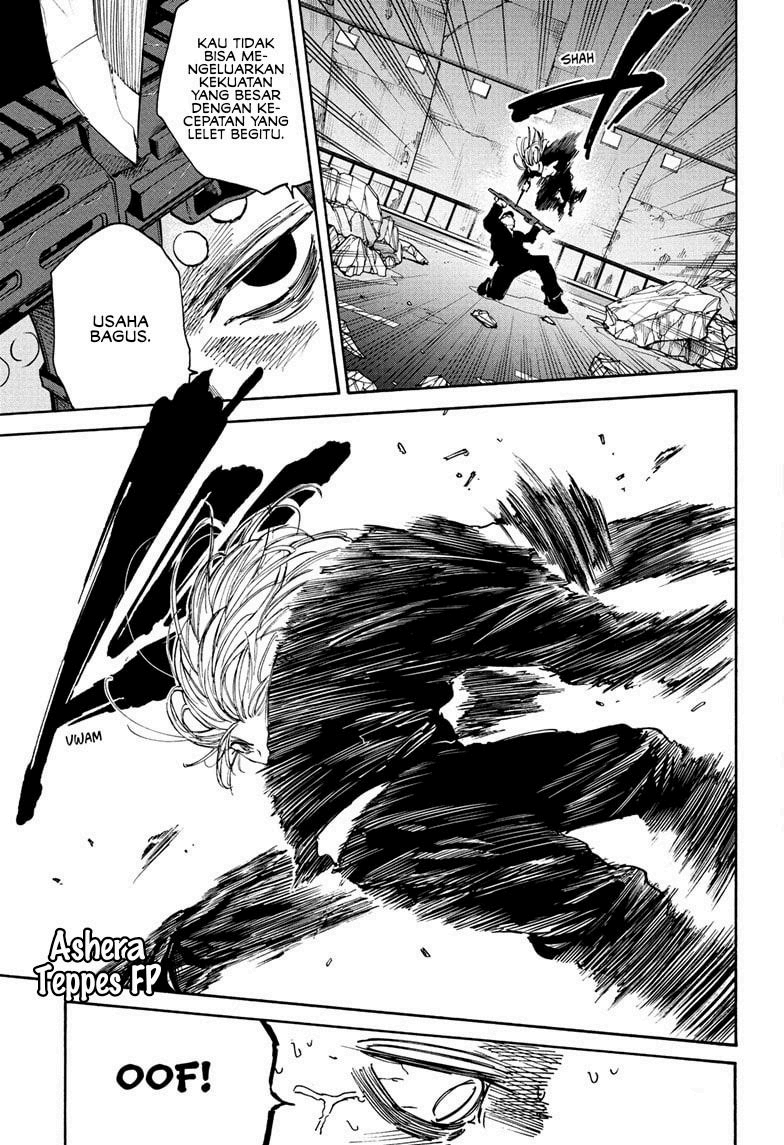 SHAH
KAU TIDAK
BISA ME-
NGELUARKAN
KEKUATAN
YANG BESAR
DENGAN KE-
CEPATAN YANG
LELET BEGITU.
USAHA
BAGUS.
VWAM
Ashera
Teppes FP
OOF!